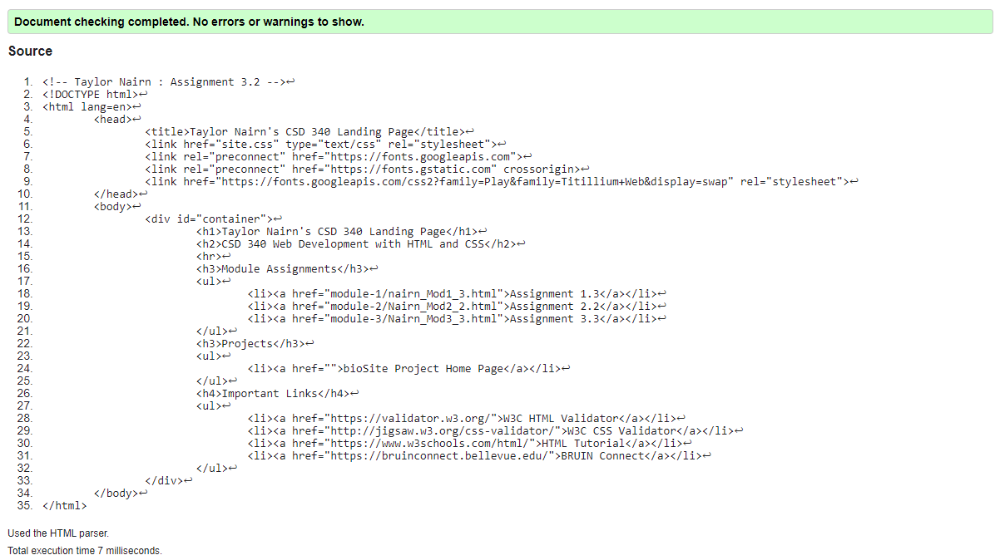 Document checking completed. No errors or warnings to show.
Source
1. <!-- Taylor Nairn : Assignment 3.2 -->↩
2. <!DOCTYPE html>↩
3. <html lang=en>↩
4. <head>↩
5. <title>Taylor Nairn's CSD 340 Landing Page</title>↩
6. <link href="site.css" type="text/css" rel="stylesheet">↩
7. <link rel="preconnect" href="https://fonts.googleapis.com">↩
8. <link rel="preconnect" href="https://fonts.gstatic.com" crossorigin>↩
9. <link href="https://fonts.googleapis.com/css2?family=Play&family=Titillium+Web&display=swap" rel="stylesheet">↩
10. </head>↩
11. <body>↩
12. <div id="container">↩
13. <h1>Taylor Nairn's CSD 340 Landing Page</h1>↩
14. <h2>CSD 340 Web Development with HTML and CSS</h2>↩
15. <hr>↩
16. <h3>Module Assignments</h3>↩
17. <ul>↩
18. <li><a href="module-1/nairn_Mod1_3.html">Assignment 1.3</a></li>↩
19. <li><a href="module-2/Nairn_Mod2_2.html">Assignment 2.2</a></li>↩
20. <li><a href="module-3/Nairn_Mod3_3.html">Assignment 3.3</a></li>↩
21. </ul>↩
22. <h3>Projects</h3>↩
23. <ul>↩
24. <li><a href="">bioSite Project Home Page</a></li>↩
25. </ul>↩
26. <h4>Important Links</h4>↩
27. <ul>↩
28. <li><a href="https://validator.w3.org/">W3C HTML Validator</a></li>↩
29. <li><a href="http://jigsaw.w3.org/css-validator/">W3C CSS Validator</a></li>↩
30. <li><a href="https://www.w3schools.com/html/">HTML Tutorial</a></li>↩
31. <li><a href="https://bruinconnect.bellevue.edu/">BRUIN Connect</a></li>↩
32. </ul>↩
33. </div>↩
34. </body>↩
35. </html>
Used the HTML parser.
Total execution time 7 milliseconds.